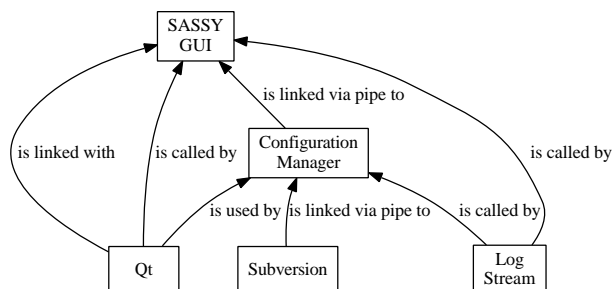 SASSY
GUI
is linked via pipe to
Configuration
Manager
is linked with
is called by
is called by
is used by
is linked via pipe to
is called by
Qt
Subversion
Log
Stream